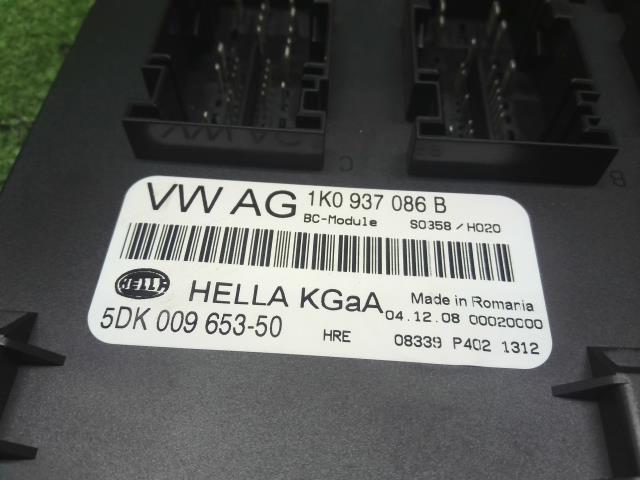 C
B
VW AG 1K0 937 086 B
BC-Module S0358 / H020
HELLA HELLA KGaA Made in Romania
04.12.08 00020000
5DK 009 653-50 HRE 08339 P402 1312